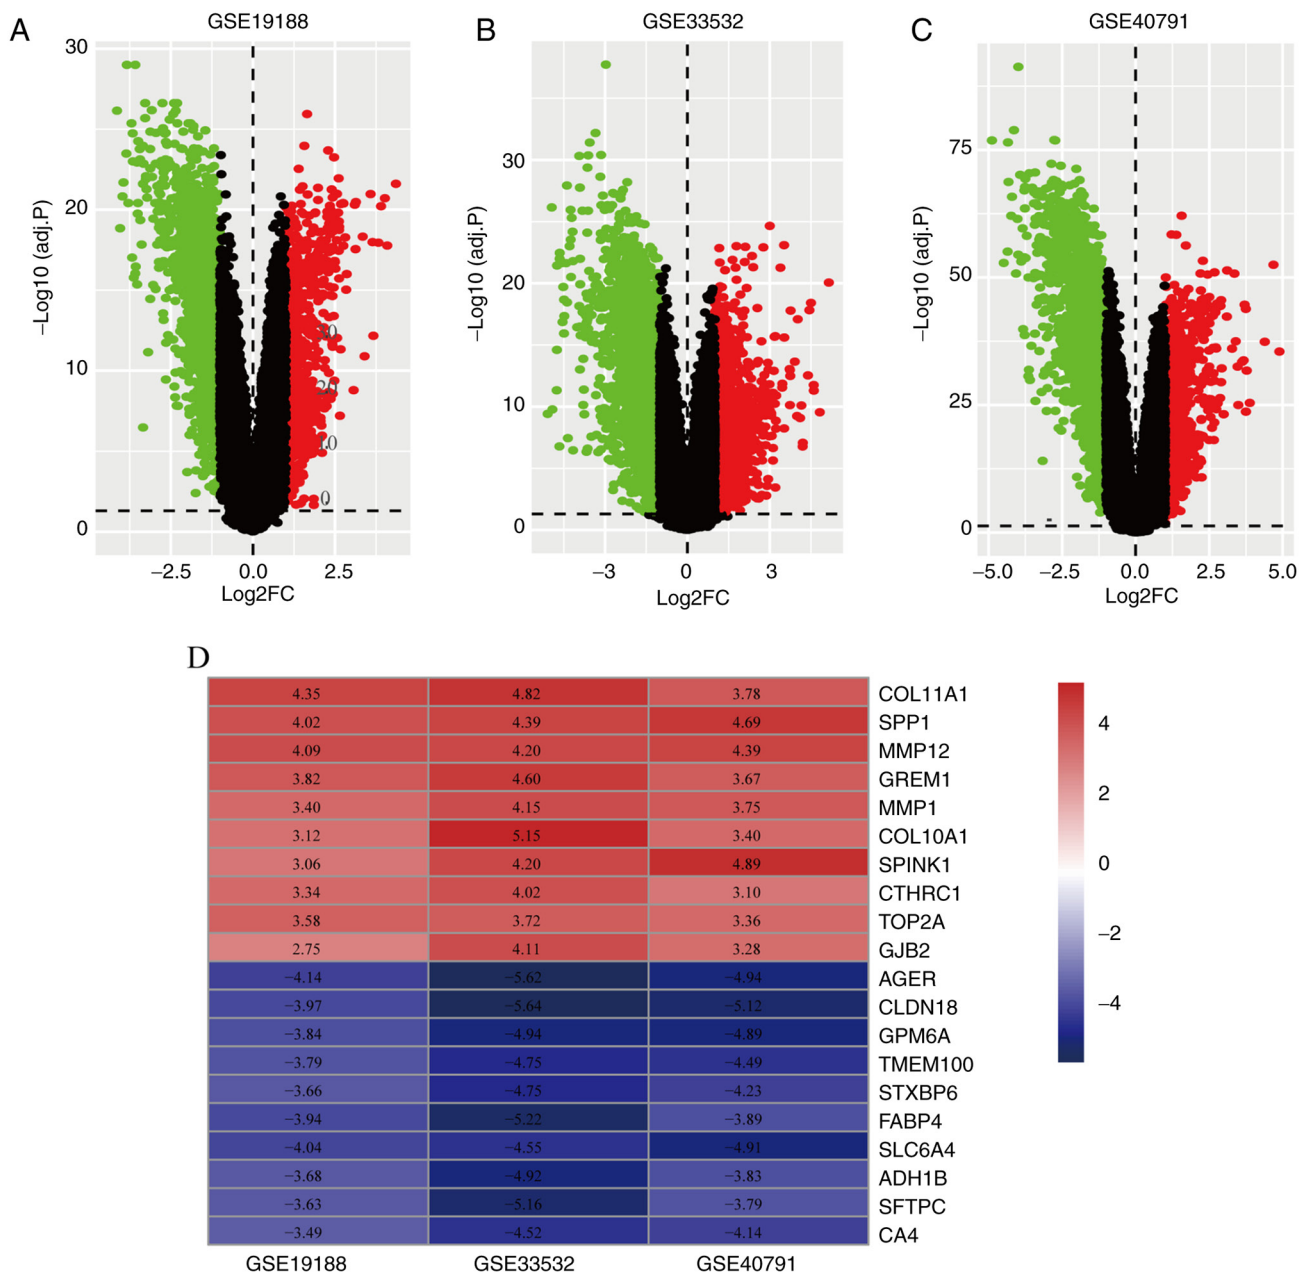 A
GSE19188
30
20
10
0
−Log10 (adj.P)
20
10
0
−2.5
0.0
2.5
Log2FC
B
GSE33532
30
20
10
0
−Log10 (adj.P)
−3
0
3
Log2FC
C
GSE40791
75
50
25
0
−Log10 (adj.P)
−5.0
−2.5
0.0
2.5
5.0
Log2FC
D
4.35 4.82 3.78 COL11A1
4.02 4.39 4.69 SPP1
4.09 4.20 4.39 MMP12
3.82 4.60 3.67 GREM1
3.40 4.15 3.75 MMP1
3.12 5.15 3.40 COL10A1
3.06 4.20 4.89 SPINK1
3.34 4.02 3.10 CTHRC1
3.58 3.72 3.36 TOP2A
2.75 4.11 3.28 GJB2
−4.14 −5.62 −4.94 AGER
−3.97 −5.64 −5.12 CLDN18
−3.84 −4.94 −4.89 GPM6A
−3.79 −4.75 −4.49 TMEM100
−3.66 −4.75 −4.23 STXBP6
−3.94 −5.22 −3.89 FABP4
−4.04 −4.55 −4.91 SLC6A4
−3.68 −4.92 −3.83 ADH1B
−3.63 −5.16 −3.79 SFTPC
−3.49 −4.52 −4.14 CA4
GSE19188 GSE33532 GSE40791
4
2
0
−2
−4